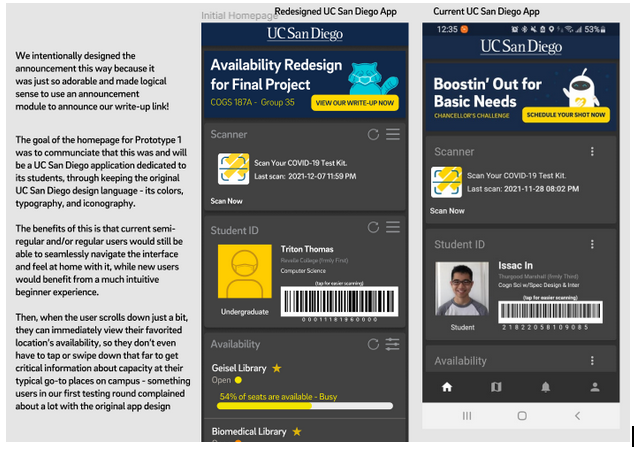 Initial Homepage
Redesigned UC San Diego App
Current UC San Diego App
We intentionally designed the
announcement this way because it
was just so adorable and made logical
sense to use an announcement
module to announce our write-up link!
The goal of the homepage for Prototype 1
was to communciate that this was and will
be a UC San Diego application dedicated to
its students, through keeping the original
UC San Diego design language - its colors,
typography, and iconography.
The benefits of this is that current semi-
regular and/or regular users would still be
able to seamlessly navigate the interface
and feel at home with it, while new users
would benefit from a much intuitive
beginner experience.
Then, when the user scrolls down just a bit,
they can immediately view their favorited
location's availability, so they don't even
have to tap or swipe down that far to get
critical information about capacity at their
typical go-to places on campus - something
users in our first testing round complained
about a lot with the original app design
UC San Diego
Availability Redesign
for Final Project
COGS 187A - Group 35
VIEW OUR WRITE-UP NOW
Scanner
Scan Your COVID-19 Test Kit.
Last scan: 2021-12-07 11:59 PM
Scan Now
Student ID
Triton Thomas
Revelle College (frmly First)
Computer Science
(tap for easier scanning)
Undergraduate
00011181960000
Availability
Geisel Library
Open
54% of seats are available - Busy
Biomedical Library
Open
12:35
53%
UC San Diego
Boostin' Out for
Basic Needs
CHANCELLOR'S CHALLENGE
SCHEDULE YOUR SHOT NOW
Scanner
Scan Your COVID-19 Test Kit.
Last scan: 2021-11-28 08:02 PM
Scan Now
Student ID
Issac In
Thurgood Marshall (frmly Third)
Cogn Sci w/Spec Design & Inter
(tap for easier scanning)
Student
21822058109085
Availability